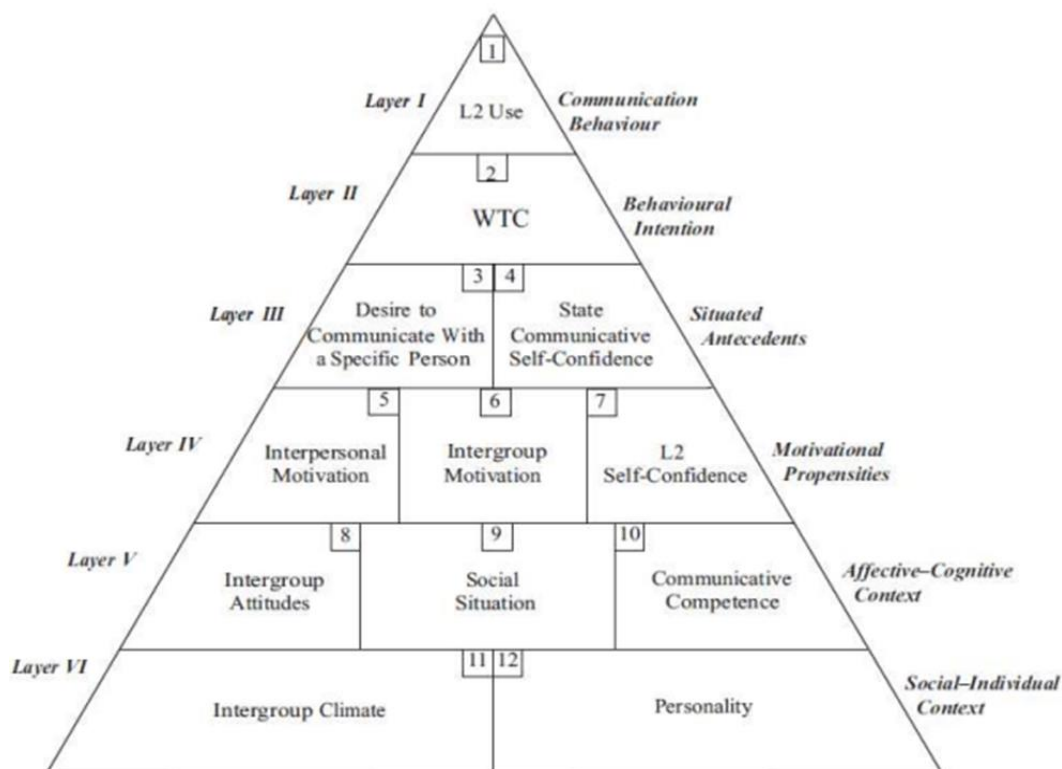 1
Layer I
L2 Use
Communication
Behaviour
2
Layer II
WTC
Behavioural
Intention
3
4
Layer III
Desire to
Communicate With
a Specific Person
State
Communicative
Self-Confidence
Situated
Antecedents
5
6
7
Layer IV
Interpersonal
Motivation
Intergroup
Motivation
L2
Self-Confidence
Motivational
Propensities
8
9
10
Layer V
Intergroup
Attitudes
Social
Situation
Communicative
Competence
Affective–Cognitive
Context
11
12
Layer VI
Intergroup Climate
Personality
Social–Individual
Context